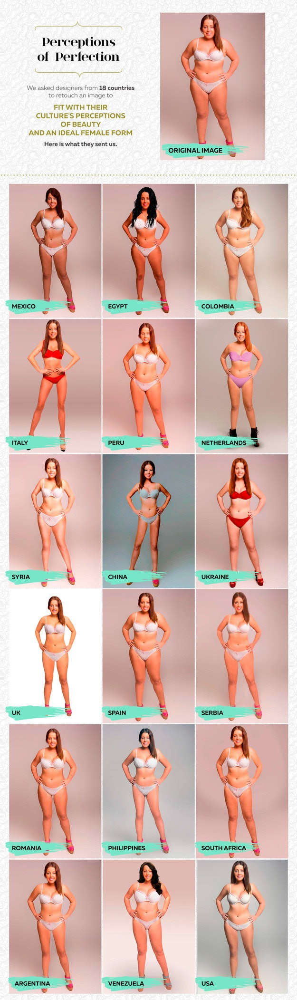 Perceptions
of Perfection
We asked designers from 18 countries
to retouch an image to
FIT WITH THEIR
CULTURE'S PERCEPTIONS
OF BEAUTY
AND AN IDEAL FEMALE FORM
Here is what they sent us.
ORIGINAL IMAGE
MEXICO
EGYPT
COLOMBIA
ITALY
PERU
NETHERLANDS
SYRIA
CHINA
UKRAINE
UK
SPAIN
SERBIA
ROMANIA
PHILIPPINES
SOUTH AFRICA
ARGENTINA
VENEZUELA
USA